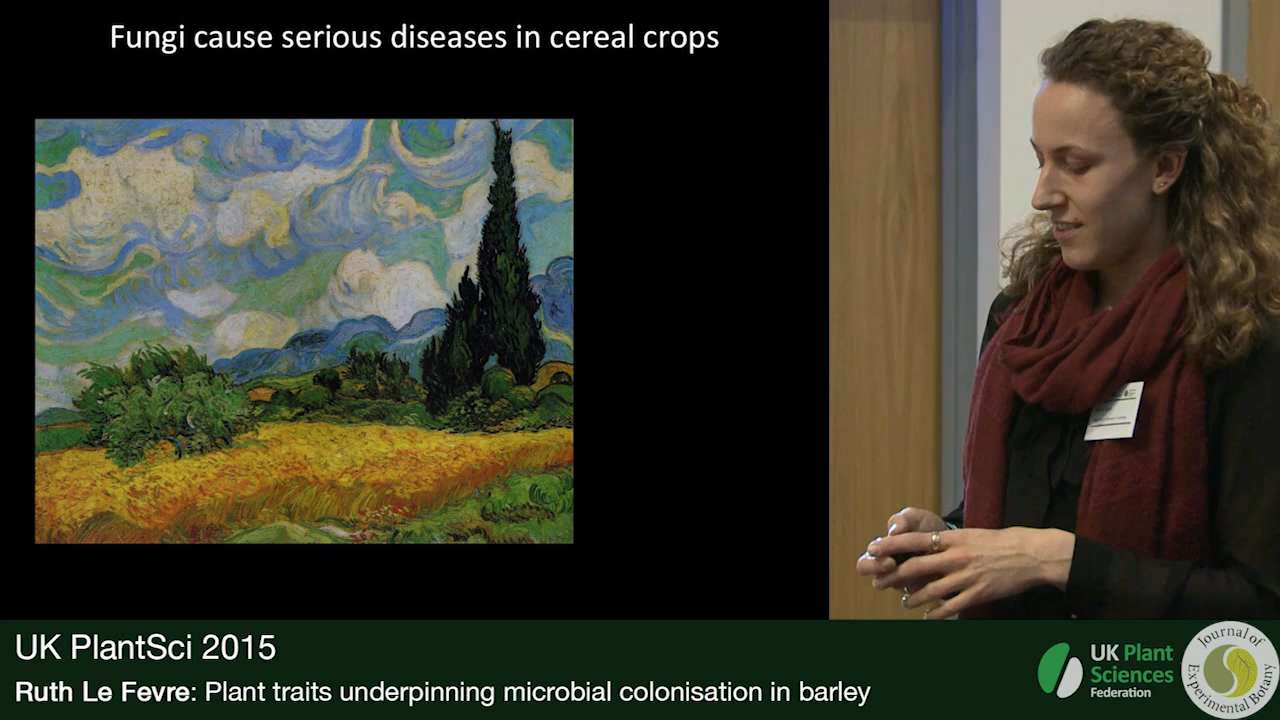 Fungi cause serious diseases in cereal crops
UK PlantSci 2015
Ruth Le Fevre: Plant traits underpinning microbial colonisation in barley
UK Plant
Sciences
Federation
Journal of
Experimental Botany